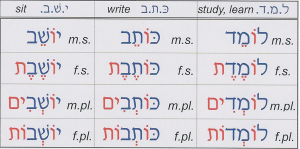 sit י.שׁ.ב. write כּ.ת.ב. study, learn ל.מ.ד.
יוֹשֵׁב m.s. כּוֹתֵב m.s. לוֹמֵד m.s.
יוֹשֶׁבֶת f.s. כּוֹתֶבֶת f.s. לוֹמֶדֶת f.s.
יוֹשְׁבִים m.pl. כּוֹתְבִים m.pl. לוֹמְדִים m.pl.
יוֹשְׁבוֹת f.pl. כּוֹתְבוֹת f.pl. לוֹמְדוֹת f.pl.